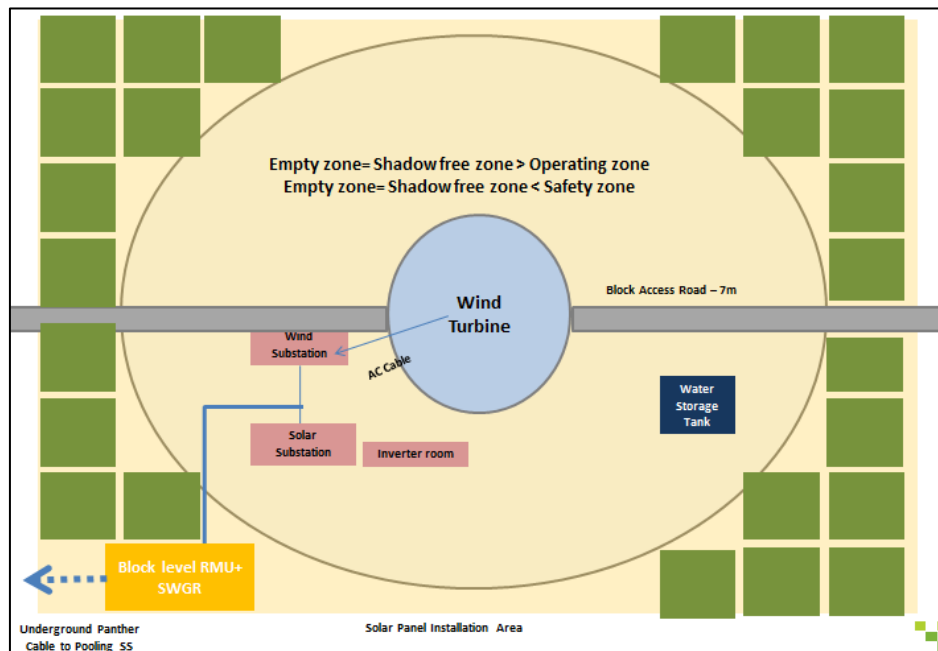 Empty zone= Shadow free zone > Operating zone
Empty zone= Shadow free zone < Safety zone
Block Access Road – 7m
Wind
Turbine
Wind
Substation
AC Cable
Water
Storage
Tank
Solar
Substation
Inverter room
Block level RMU+
SWGR
Underground Panther
Cable to Pooling SS
Solar Panel Installation Area